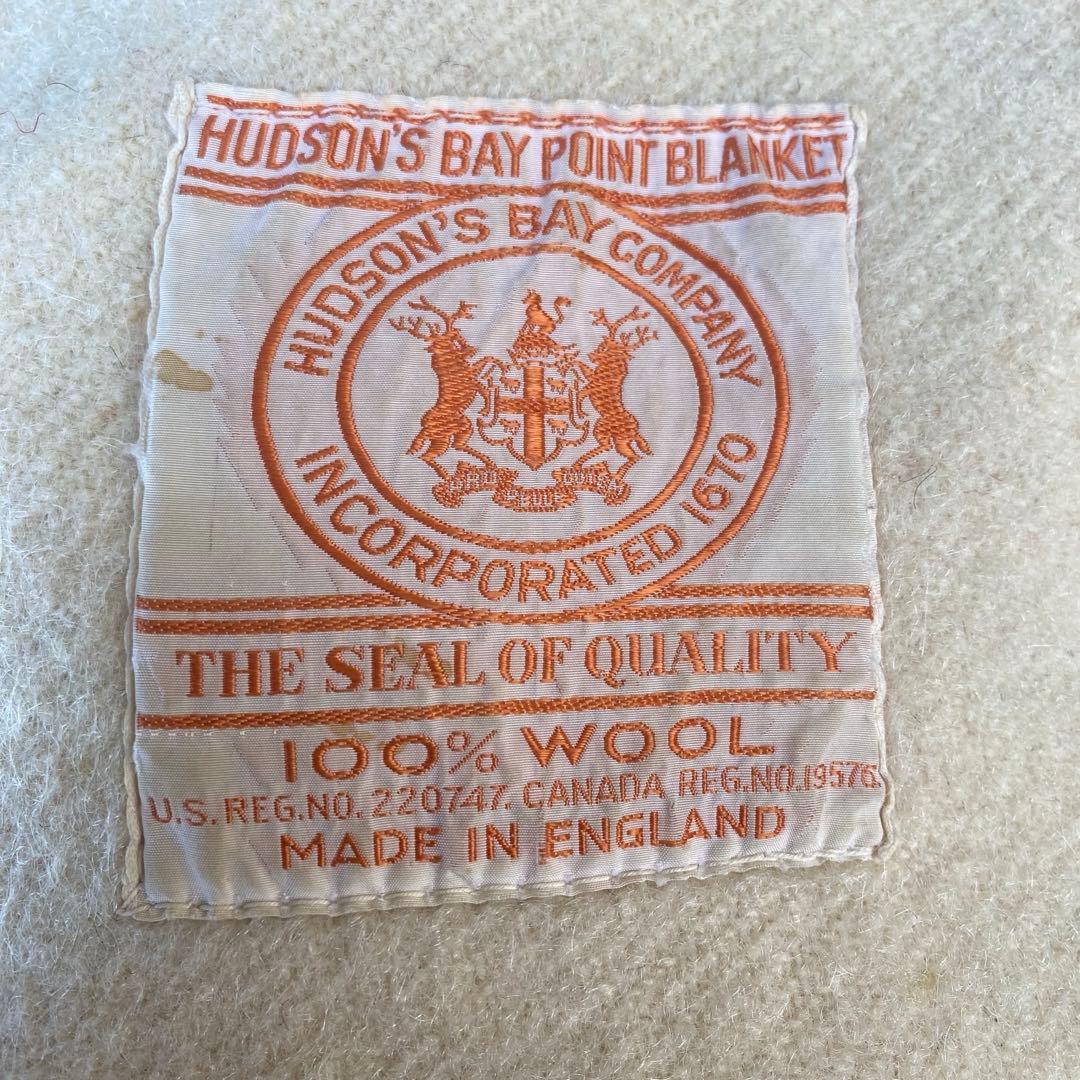 HUDSON'S BAY POINT BLANKET
HUDSON'S BAY COMPANY
INCORPORATED 1670
THE SEAL OF QUALITY
100% WOOL
U.S. REG.NO. 220747. CANADA REG.NO.19576.
MADE IN ENGLAND